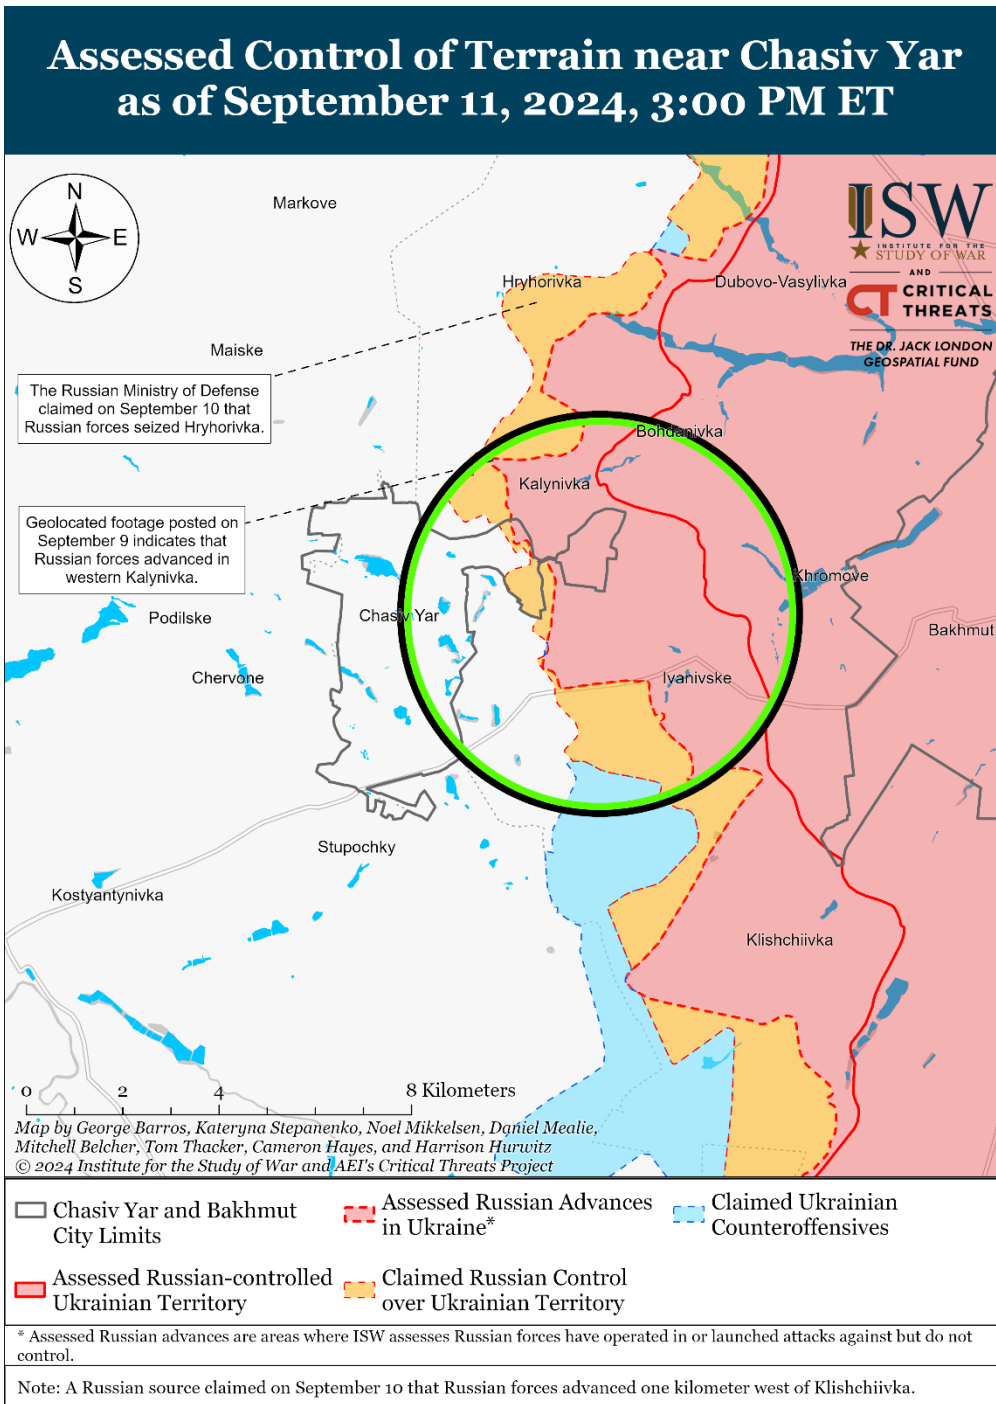 Assessed Control of Terrain near Chasiv Yar
as of September 11, 2024, 3:00 PM ET
N
W
E
S
Markove
ISW
INSTITUTE FOR THE
STUDY OF WAR
AND
CT CRITICAL
THREATS
THE DR. JACK LONDON
GEOSPATIAL FUND
Hryhorivka
Dubovo-Vasylivka
Maiske
The Russian Ministry of Defense
claimed on September 10 that
Russian forces seized Hryhorivka.
Bohdanivka
Kalynivka
Geolocated footage posted on
September 9 indicates that
Russian forces advanced in
western Kalynivka.
Khromove
Podilske
Chasiv Yar
Bakhmut
Chervone
Ivanivske
Stupochky
Kostyantynivka
Klishchiivka
0 2 4 8 Kilometers
Map by George Barros, Kateryna Stepanenko, Noel Mikkelsen, Daniel Mealie,
Mitchell Belcher, Tom Thacker, Cameron Hayes, and Harrison Hurwitz
© 2024 Institute for the Study of War and AEI's Critical Threats Project
Chasiv Yar and Bakhmut
City Limits
Assessed Russian Advances
in Ukraine*
Claimed Ukrainian
Counteroffensives
Assessed Russian-controlled
Ukrainian Territory
Claimed Russian Control
over Ukrainian Territory
* Assessed Russian advances are areas where ISW assesses Russian forces have operated in or launched attacks against but do not
control.
Note: A Russian source claimed on September 10 that Russian forces advanced one kilometer west of Klishchiivka.